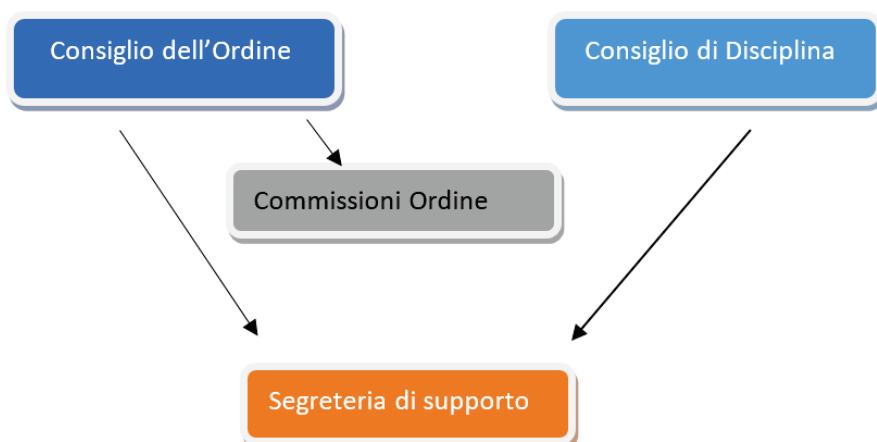 Consiglio dell’Ordine
Consiglio di Disciplina
Commissioni Ordine
Segreteria di supporto